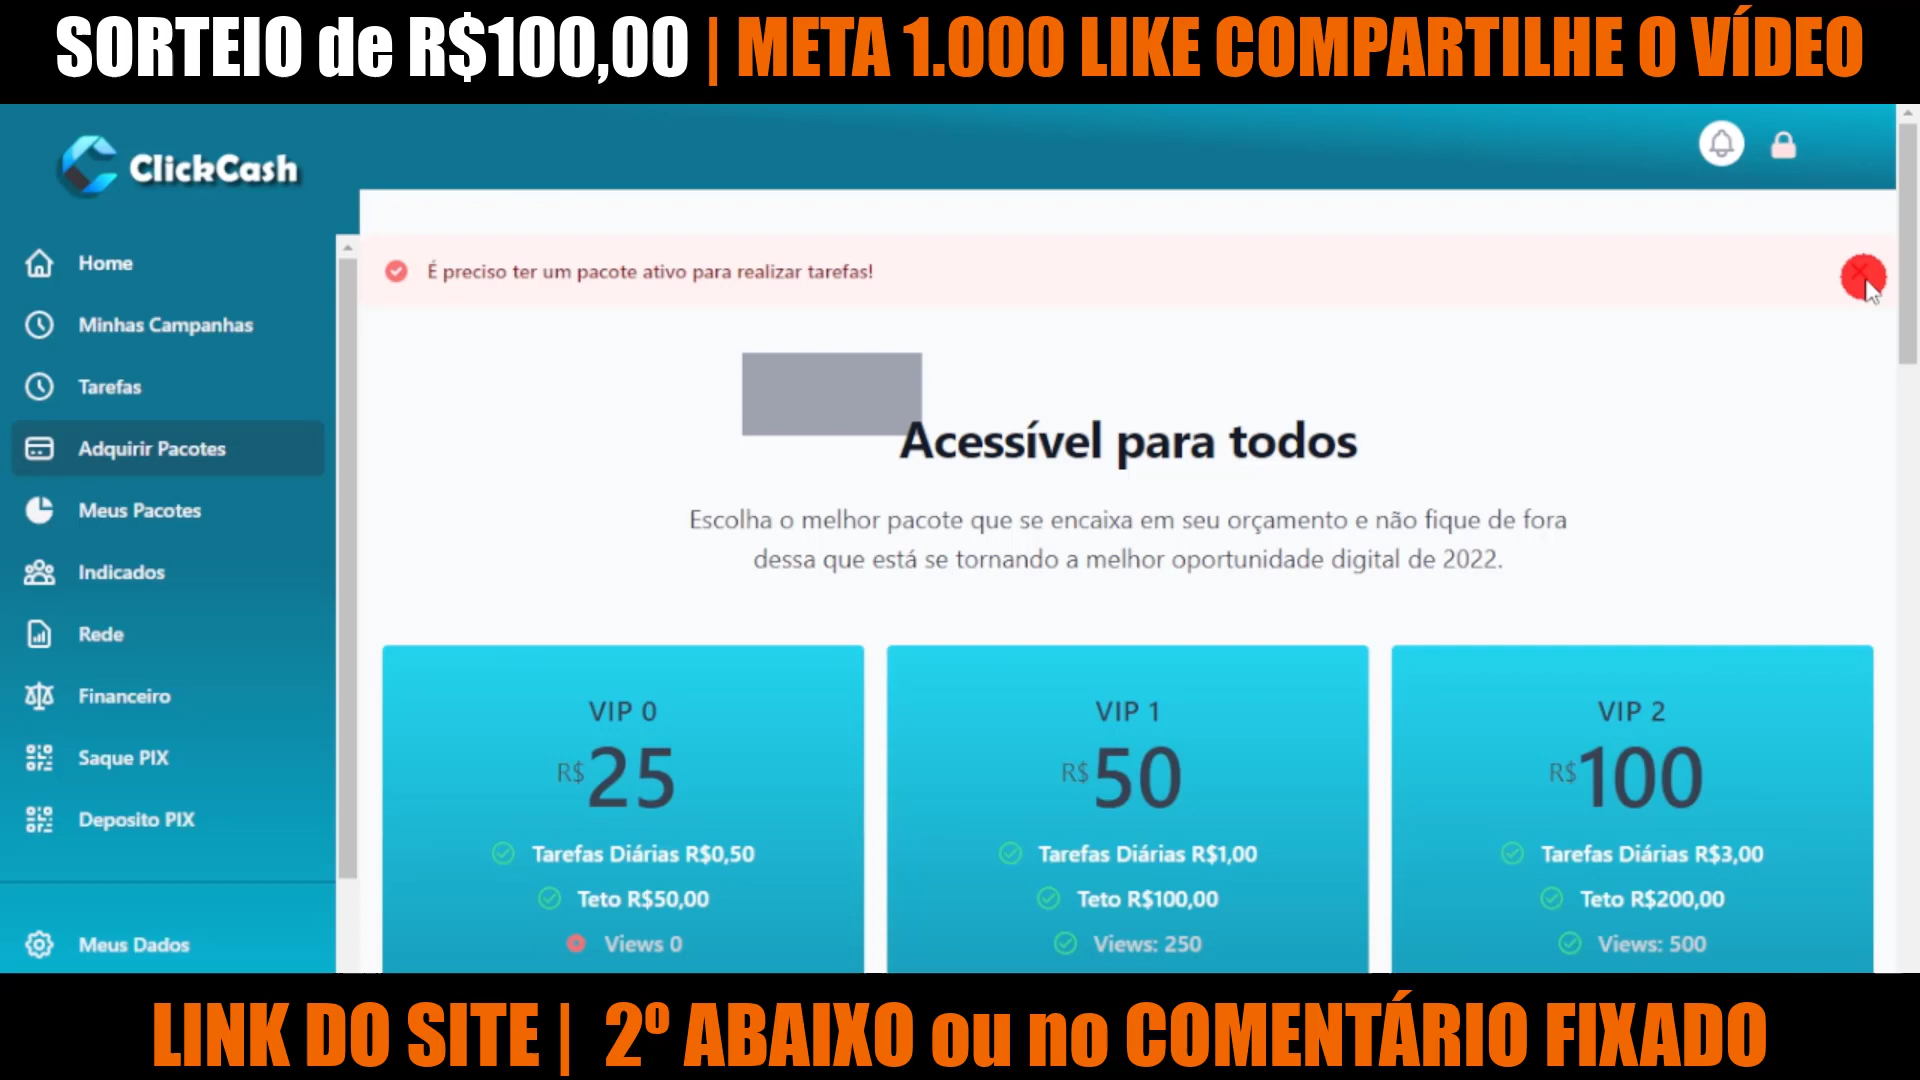 SORTEIO de R$100,00 | META 1.000 LIKE COMPARTILHE O VÍDEO
ClickCash
Home
Minhas Campanhas
Tarefas
Adquirir Pacotes
Meus Pacotes
Indicados
Rede
Financeiro
Saque PIX
Deposito PIX
Meus Dados
É preciso ter um pacote ativo para realizar tarefas!
Acessível para todos
Escolha o melhor pacote que se encaixa em seu orçamento e não fique de fora
dessa que está se tornando a melhor oportunidade digital de 2022.
VIP 0
R$25
Tarefas Diárias R$0,50
Teto R$50,00
Views 0
VIP 1
R$50
Tarefas Diárias R$1,00
Teto R$100,00
Views: 250
VIP 2
R$100
Tarefas Diárias R$3,00
Teto R$200,00
Views: 500
LINK DO SITE | 2º ABAIXO ou no COMENTÁRIO FIXADO